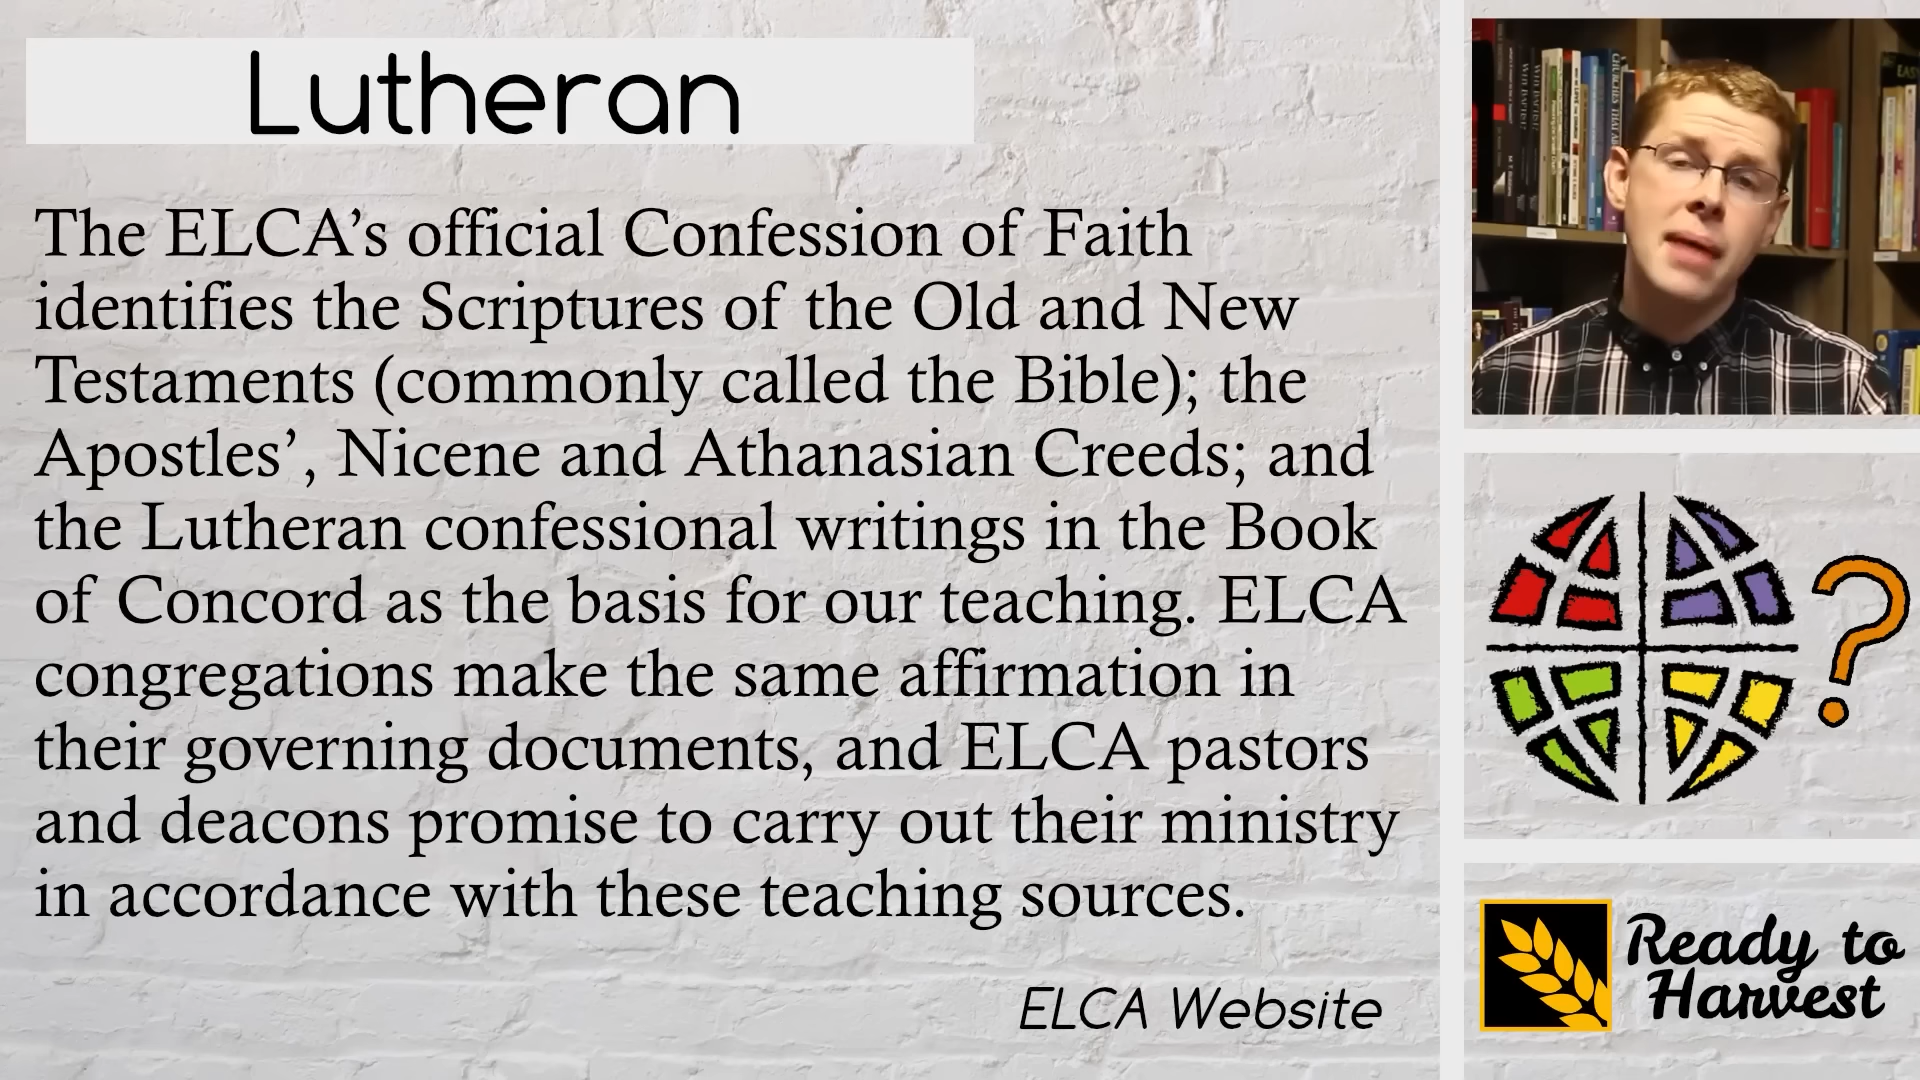 Lutheran
The ELCA’s official Confession of Faith
identifies the Scriptures of the Old and New
Testaments (commonly called the Bible); the
Apostles’, Nicene and Athanasian Creeds; and
the Lutheran confessional writings in the Book
of Concord as the basis for our teaching. ELCA
congregations make the same affirmation in
their governing documents, and ELCA pastors
and deacons promise to carry out their ministry
in accordance with these teaching sources.
ELCA Website
?
Ready to
Harvest